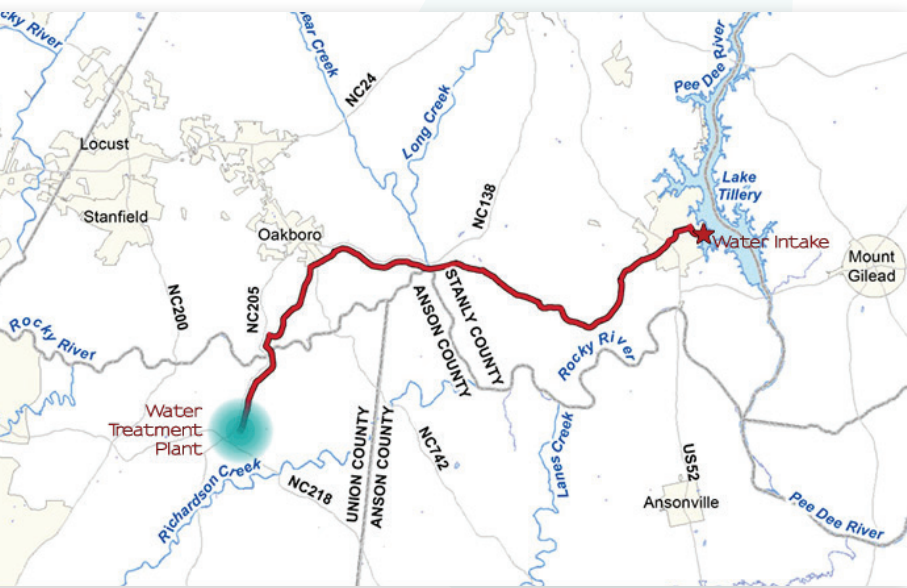 cky River
ear Creek
NC24
Long Creek
Pee Dee River
Locust
Stanfield
Oakboro
NC138
Lake
Tillery
Water Intake
Mount
Gilead
NC200
NC205
STANLY COUNTY
ANSON COUNTY
Rocky River
Rocky River
Water
Treatment
Plant
UNION COUNTY
ANSON COUNTY
NC742
Lanes Creek
US52
Richardson Creek
NC218
Ansonville
Pee Dee River